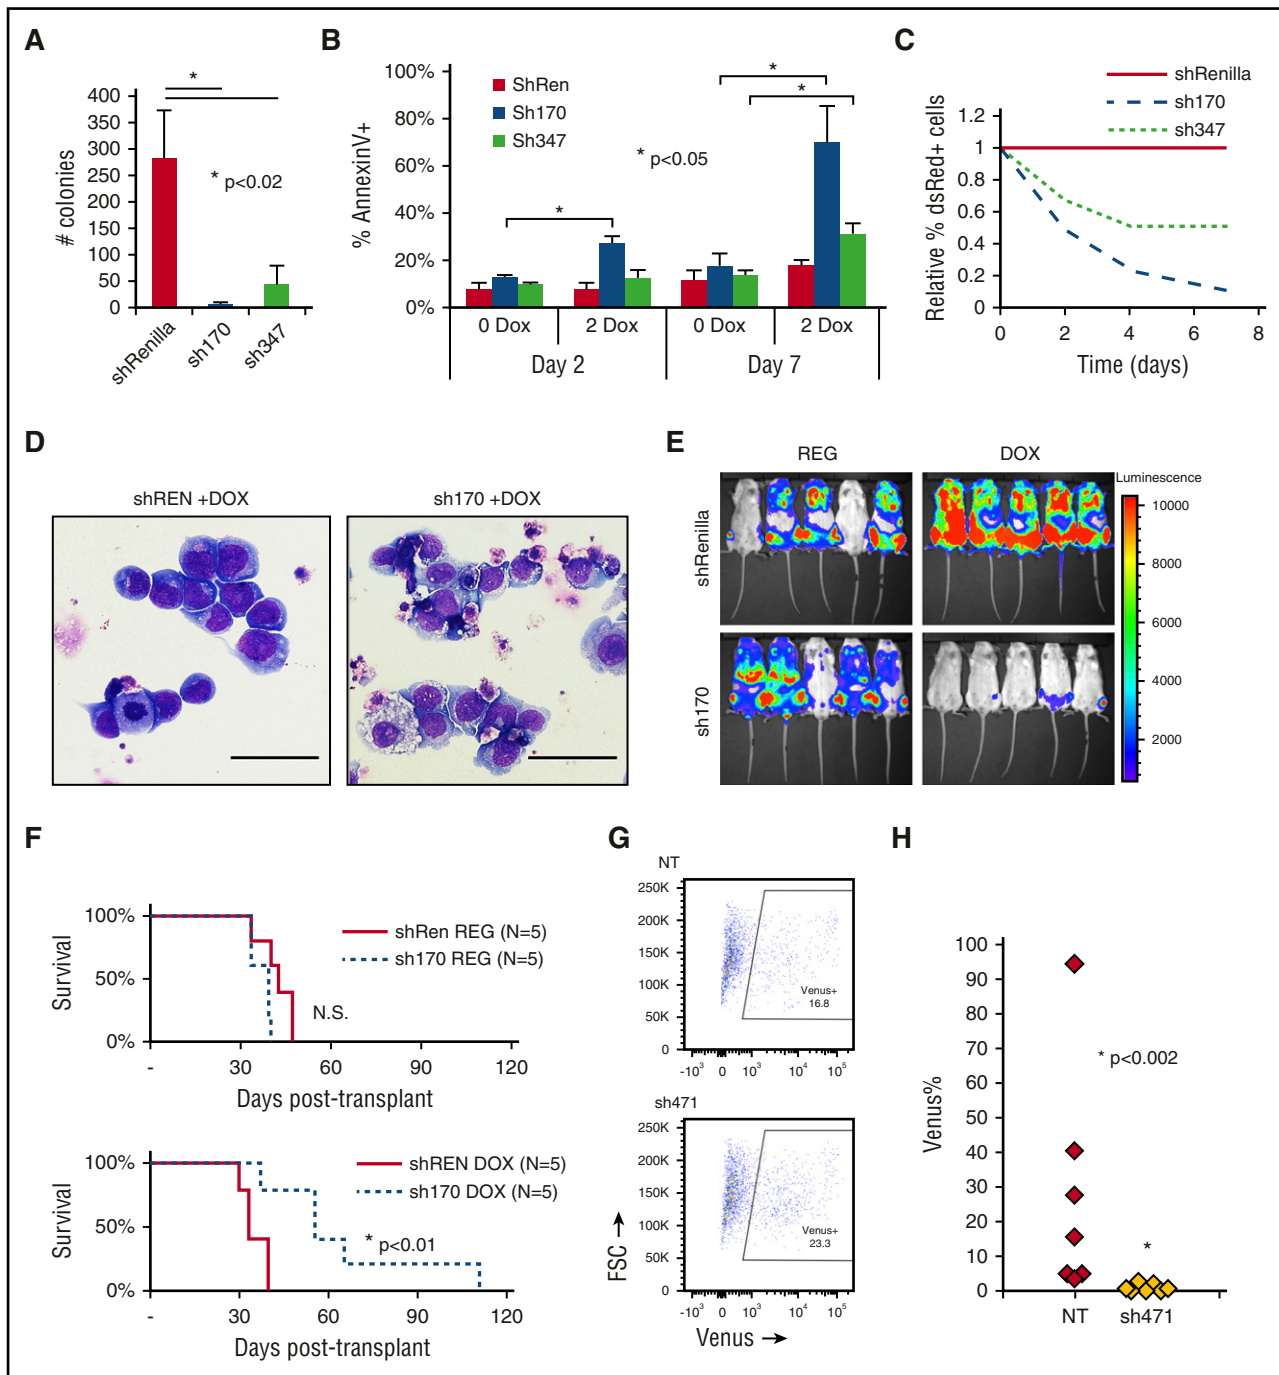 A
400
350
300
250
200
150
100
50
0
# colonies
*
* p<0.02
shRenilla
sh170
sh347
B
100%
80%
60%
40%
20%
0%
% AnnexinV+
ShRen
Sh170
Sh347
* p<0.05
*
*
*
0 Dox
2 Dox
0 Dox
2 Dox
Day 2
Day 7
C
shRenilla
sh170
sh347
1.2
1
0.8
0.6
0.4
0.2
0
Relative % dsRed+ cells
0
2
4
6
8
Time (days)
D
shREN +DOX
sh170 +DOX
E
REG
DOX
shRenilla
sh170
Luminescence
10000
8000
6000
4000
2000
F
100%
50%
0%
Survival
shRen REG (N=5)
sh170 REG (N=5)
N.S.
-
30
60
90
120
Days post-transplant
100%
50%
0%
Survival
shREN DOX (N=5)
sh170 DOX (N=5)
* p<0.01
-
30
60
90
120
Days post-transplant
G
NT
250K
200K
150K
100K
50K
0
Venus+
16.8
-10³
0
10³
10⁴
10⁵
sh471
250K
200K
150K
100K
50K
0
Venus+
23.3
-10³
0
10³
10⁴
10⁵
FSC
Venus
H
100
90
80
70
60
50
40
30
20
10
0
Venus%
* p<0.002
*
NT
sh471